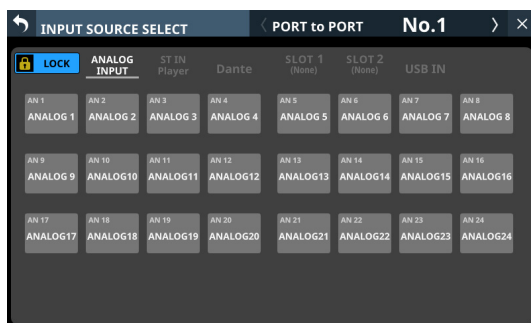 INPUT SOURCE SELECT
PORT to PORT
No.1
LOCK
ANALOG
INPUT
ST IN
Player
Dante
SLOT 1
(None)
SLOT 2
(None)
USB IN
AN 1
ANALOG 1
AN 2
ANALOG 2
AN 3
ANALOG 3
AN 4
ANALOG 4
AN 5
ANALOG 5
AN 6
ANALOG 6
AN 7
ANALOG 7
AN 8
ANALOG 8
AN 9
ANALOG 9
AN 10
ANALOG10
AN 11
ANALOG11
AN 12
ANALOG12
AN 13
ANALOG13
AN 14
ANALOG14
AN 15
ANALOG15
AN 16
ANALOG16
AN 17
ANALOG17
AN 18
ANALOG18
AN 19
ANALOG19
AN 20
ANALOG20
AN 21
ANALOG21
AN 22
ANALOG22
AN 23
ANALOG23
AN 24
ANALOG24